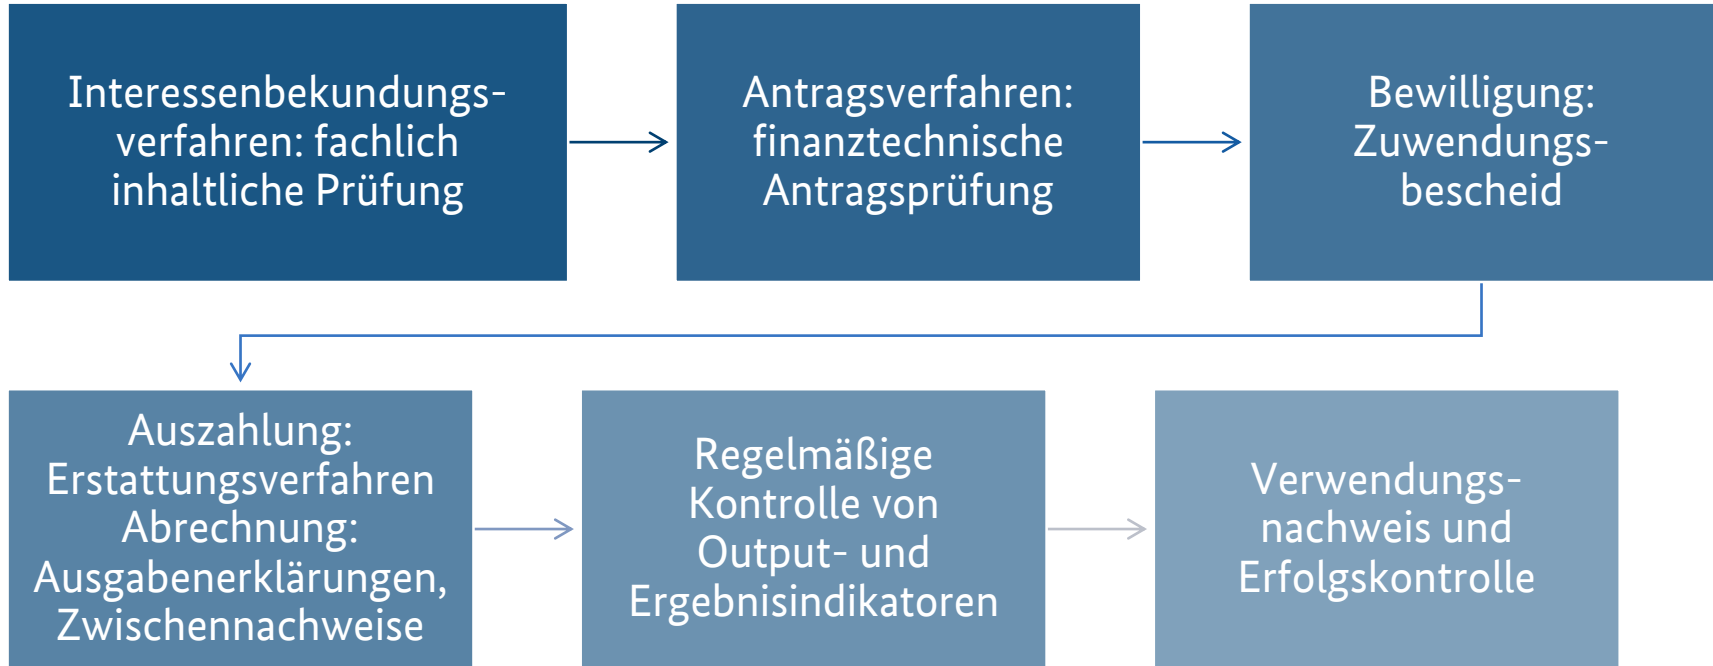 Interessenbekundungs-
verfahren: fachlich
inhaltliche Prüfung
Antragsverfahren:
finanztechnische
Antragsprüfung
Bewilligung:
Zuwendungs-
bescheid
Auszahlung:
Erstattungsverfahren
Abrechnung:
Ausgabenerklärungen,
Zwischennachweise
Regelmäßige
Kontrolle von
Output- und
Ergebnisindikatoren
Verwendungs-
nachweis und
Erfolgskontrolle